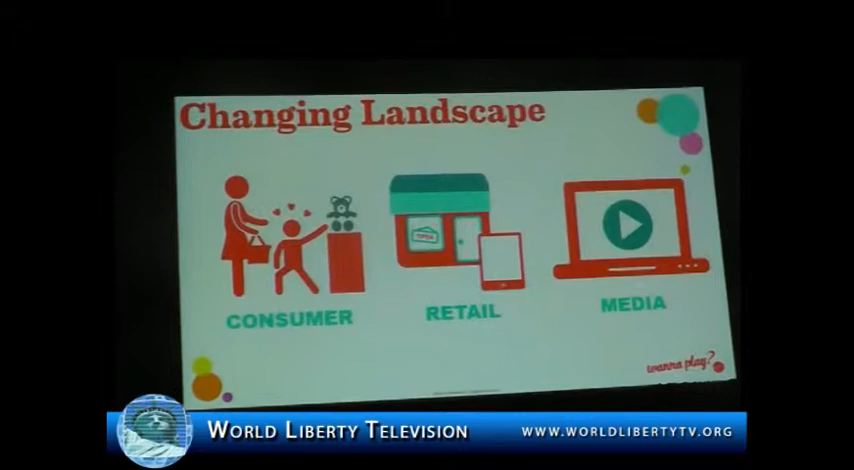 Changing Landscape
OPEN
CONSUMER
RETAIL
MEDIA
wanna play?
WORLD LIBERTY TELEVISION
WWW.WORLDLIBERTYTV.ORG